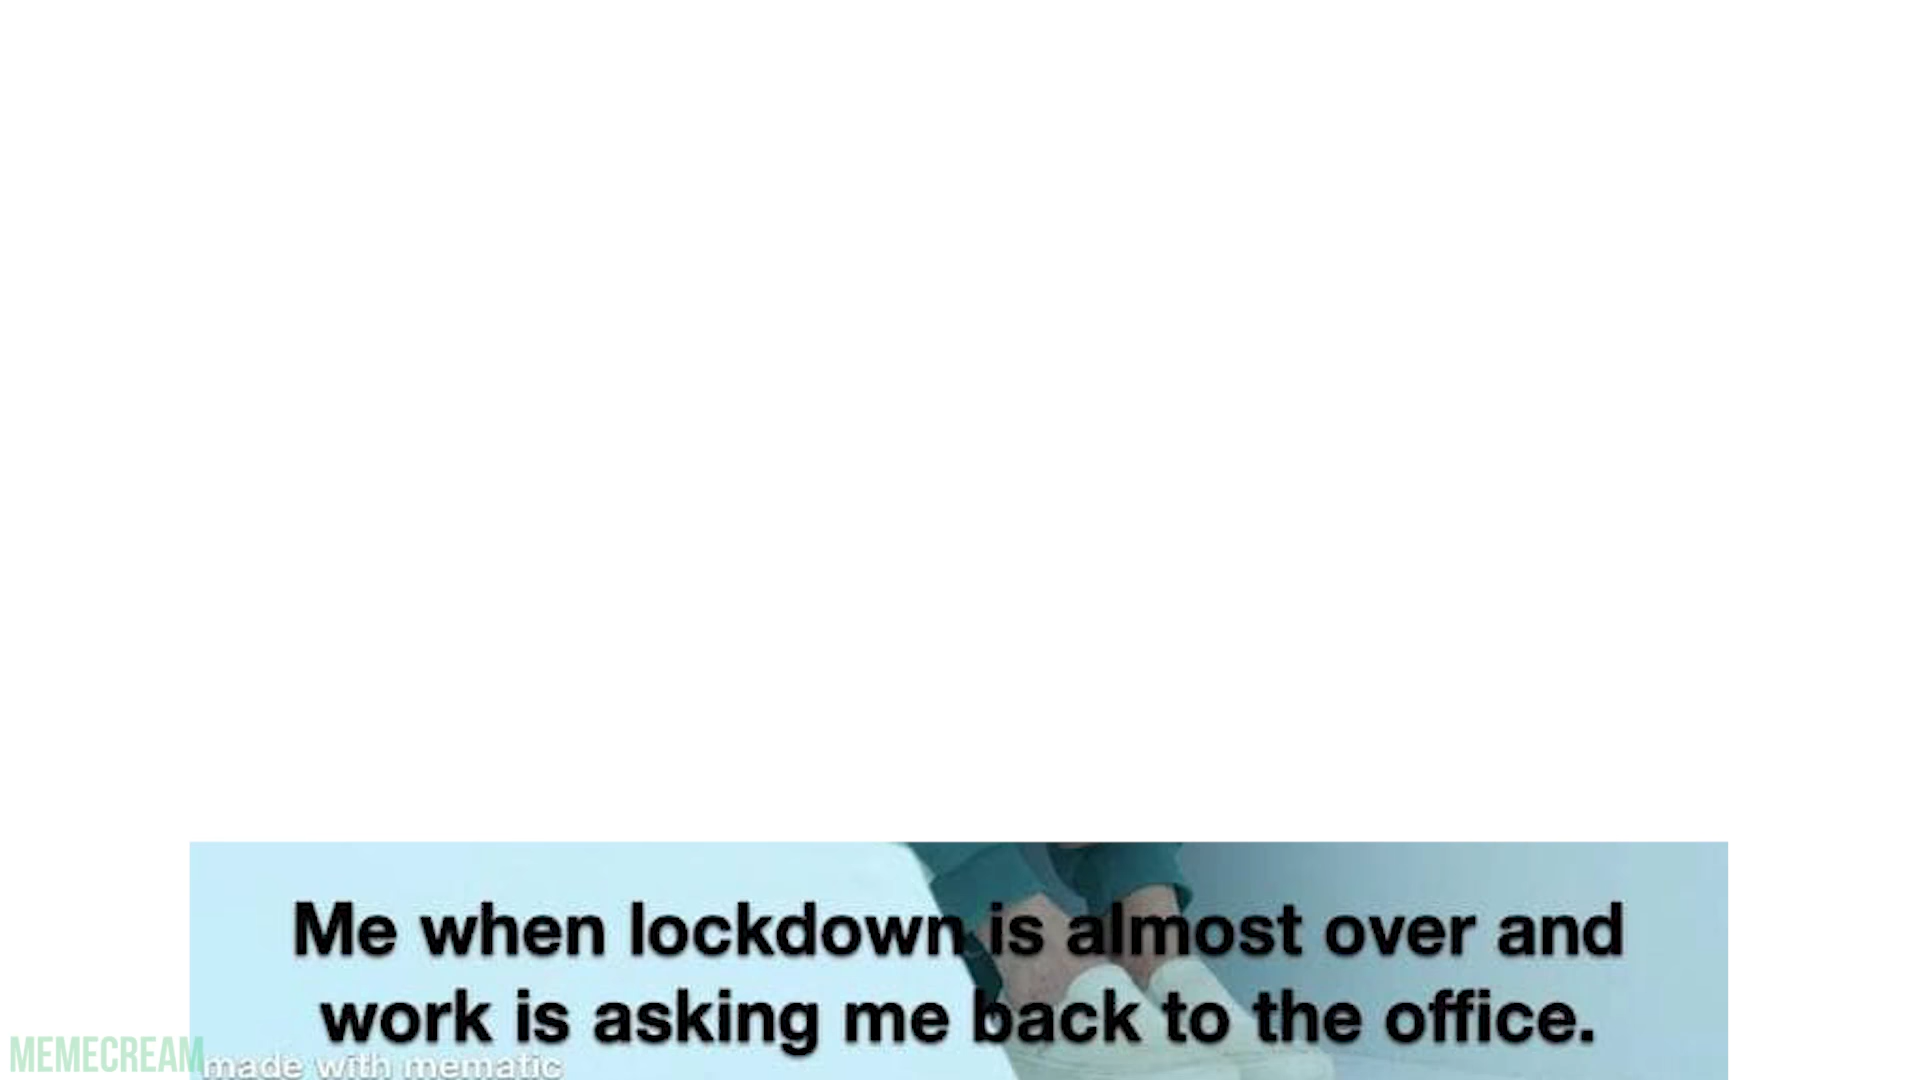 Me when lockdown is almost over and
work is asking me back to the office.
MEMECREAM
made with mematic